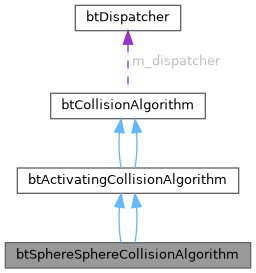 btDispatcher
m_dispatcher
btCollisionAlgorithm
btActivatingCollisionAlgorithm
btSphereSphereCollisionAlgorithm